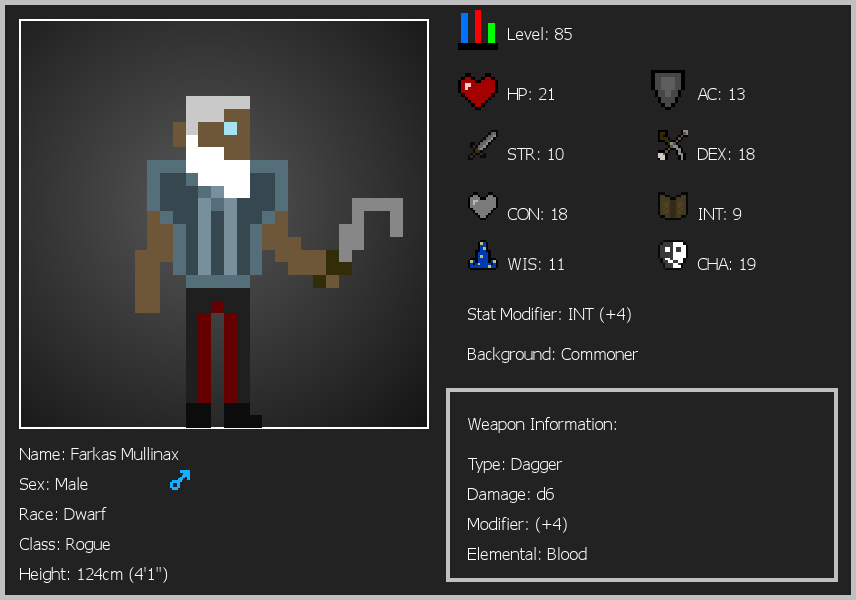 Level: 85
HP: 21
AC: 13
STR: 10
DEX: 18
CON: 18
INT: 9
WIS: 11
CHA: 19
Stat Modifier: INT (+4)
Background: Commoner
Weapon Information:
Type: Dagger
Damage: d6
Modifier: (+4)
Elemental: Blood
Name: Farkas Mullinax
Sex: Male
Race: Dwarf
Class: Rogue
Height: 124cm (4'1")